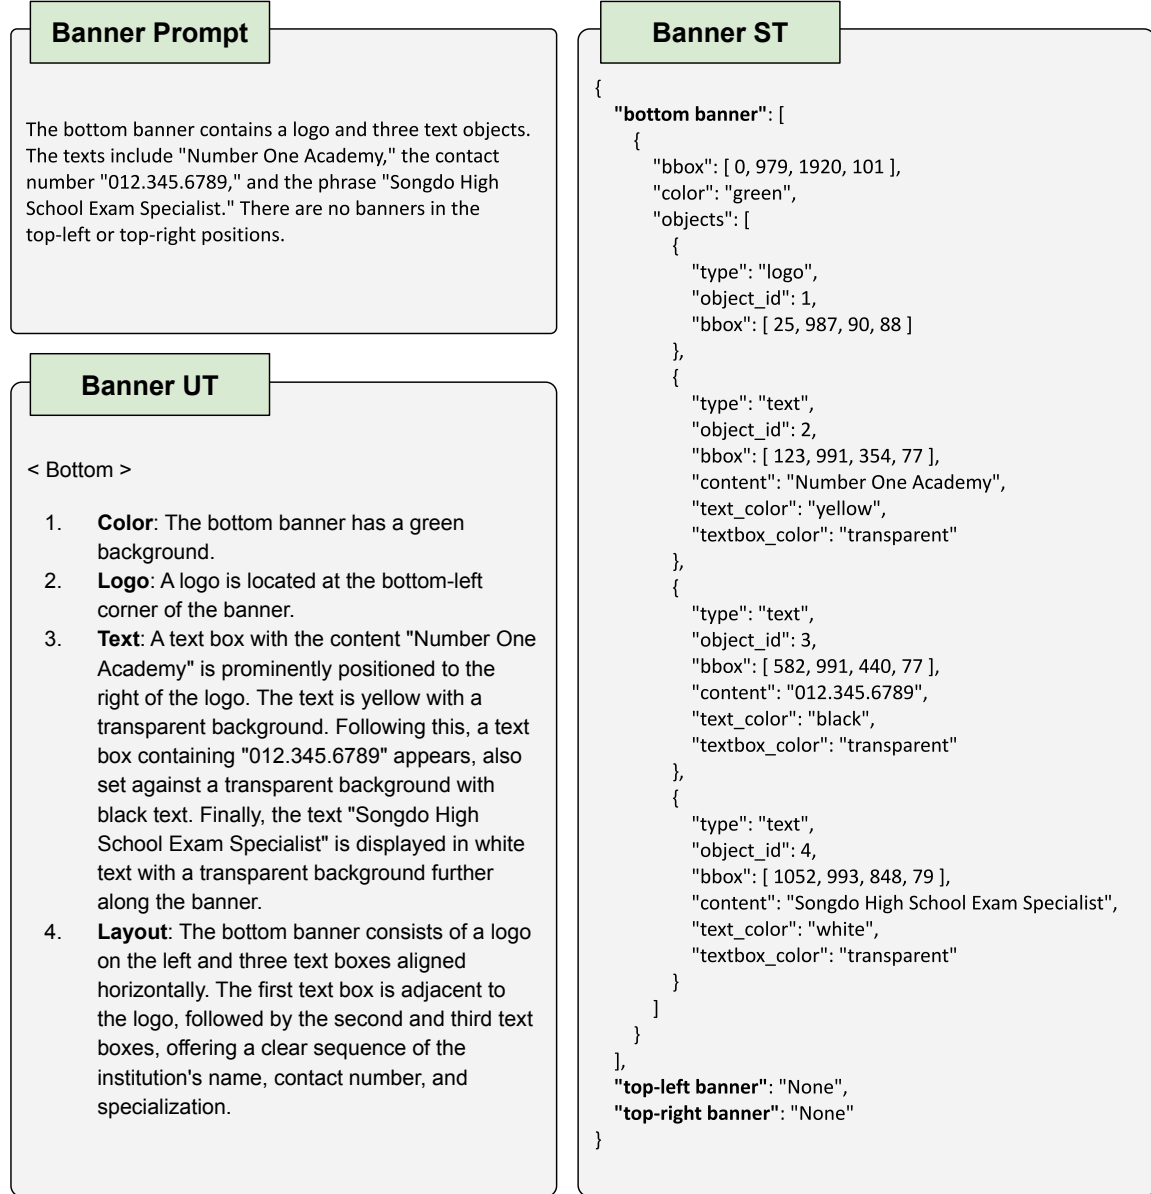 Banner Prompt
The bottom banner contains a logo and three text objects.
The texts include "Number One Academy," the contact
number "012.345.6789," and the phrase "Songdo High
School Exam Specialist." There are no banners in the
top-left or top-right positions.
Banner UT
< Bottom >
1. Color: The bottom banner has a green
background.
2. Logo: A logo is located at the bottom-left
corner of the banner.
3. Text: A text box with the content "Number One
Academy" is prominently positioned to the
right of the logo. The text is yellow with a
transparent background. Following this, a text
box containing "012.345.6789" appears, also
set against a transparent background with
black text. Finally, the text "Songdo High
School Exam Specialist" is displayed in white
text with a transparent background further
along the banner.
4. Layout: The bottom banner consists of a logo
on the left and three text boxes aligned
horizontally. The first text box is adjacent to
the logo, followed by the second and third text
boxes, offering a clear sequence of the
institution's name, contact number, and
specialization.
Banner ST
{
"bottom banner": [
{
"bbox": [ 0, 979, 1920, 101 ],
"color": "green",
"objects": [
{
"type": "logo",
"object_id": 1,
"bbox": [ 25, 987, 90, 88 ]
},
{
"type": "text",
"object_id": 2,
"bbox": [ 123, 991, 354, 77 ],
"content": "Number One Academy",
"text_color": "yellow",
"textbox_color": "transparent"
},
{
"type": "text",
"object_id": 3,
"bbox": [ 582, 991, 440, 77 ],
"content": "012.345.6789",
"text_color": "black",
"textbox_color": "transparent"
},
{
"type": "text",
"object_id": 4,
"bbox": [ 1052, 993, 848, 79 ],
"content": "Songdo High School Exam Specialist",
"text_color": "white",
"textbox_color": "transparent"
}
]
}
],
"top-left banner": "None",
"top-right banner": "None"
}